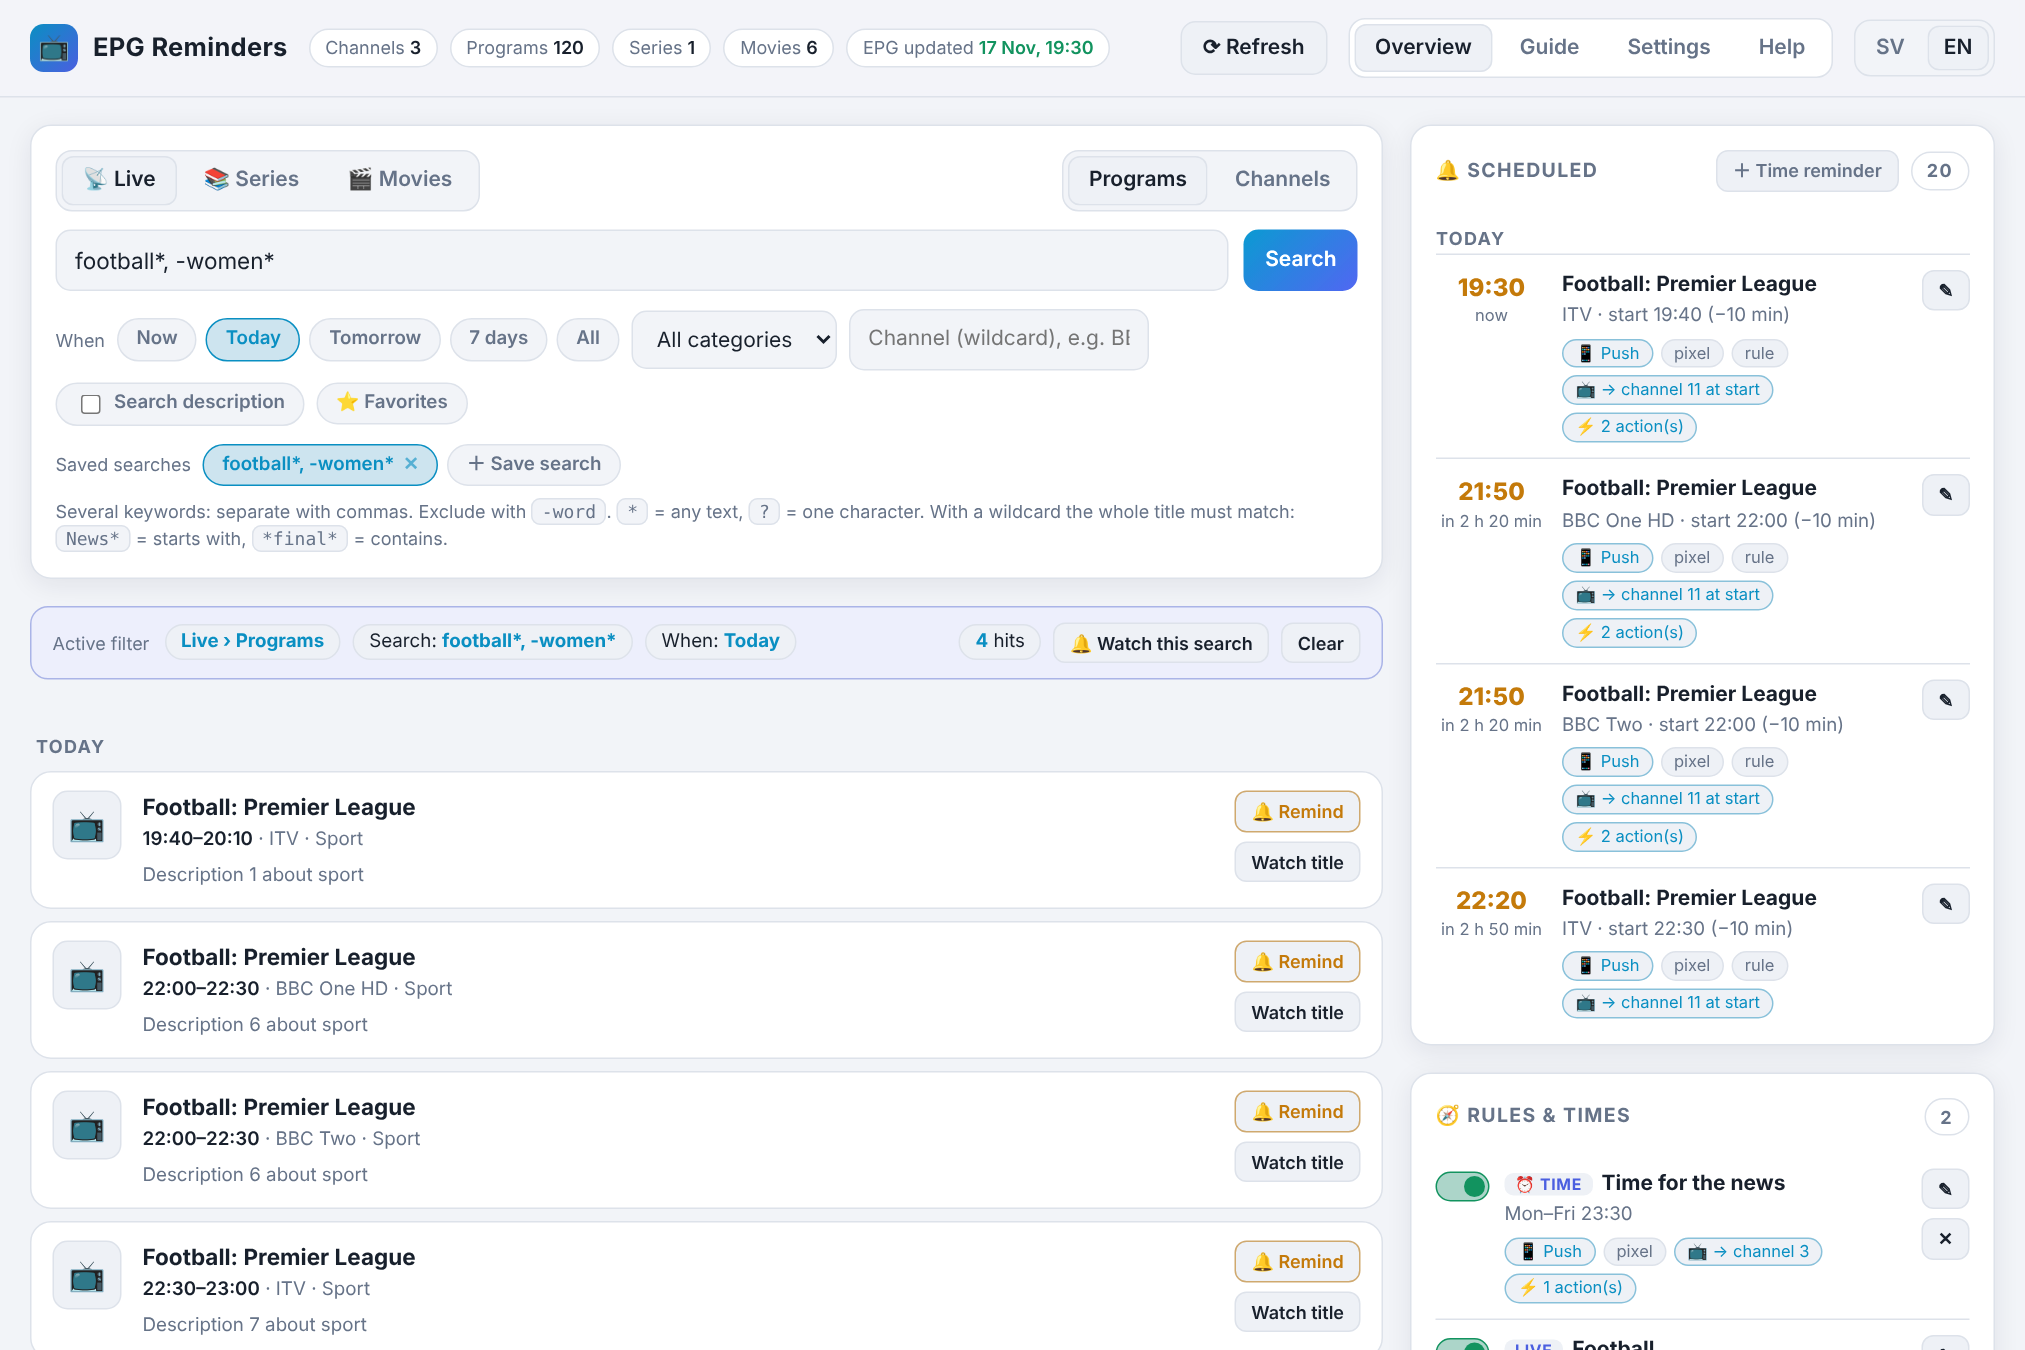 EPG Reminders
Channels 3
Programs 120
Series 1
Movies 6
EPG updated 17 Nov, 19:30
⟳ Refresh
Overview
Guide
Settings
Help
SV
EN
Live
Series
Movies
Programs
Channels
football*, -women*
Search
When
Now
Today
Tomorrow
7 days
All
All categories
Channel (wildcard), e.g. BE
Search description
Favorites
Saved searches
football*, -women* ✕
+ Save search
Several keywords: separate with commas. Exclude with -word . * = any text, ? = one character. With a wildcard the whole title must match:
News* = starts with, *final* = contains.
Active filter
Live › Programs
Search: football*, -women*
When: Today
4 hits
Watch this search
Clear
TODAY
Football: Premier League
19:40–20:10 · ITV · Sport
Description 1 about sport
Remind
Watch title
Football: Premier League
22:00–22:30 · BBC One HD · Sport
Description 6 about sport
Remind
Watch title
Football: Premier League
22:00–22:30 · BBC Two · Sport
Description 6 about sport
Remind
Watch title
Football: Premier League
22:30–23:00 · ITV · Sport
Description 7 about sport
Remind
Watch title
SCHEDULED
+ Time reminder
20
TODAY
19:30
now
Football: Premier League
ITV · start 19:40 (−10 min)
Push
pixel
rule
→ channel 11 at start
2 action(s)
21:50
in 2 h 20 min
Football: Premier League
BBC One HD · start 22:00 (−10 min)
Push
pixel
rule
→ channel 11 at start
2 action(s)
21:50
in 2 h 20 min
Football: Premier League
BBC Two · start 22:00 (−10 min)
Push
pixel
rule
→ channel 11 at start
2 action(s)
22:20
in 2 h 50 min
Football: Premier League
ITV · start 22:30 (−10 min)
Push
pixel
rule
→ channel 11 at start
RULES & TIMES
2
TIME
Time for the news
Mon–Fri 23:30
Push
pixel
→ channel 3
1 action(s)
LIVE
Football